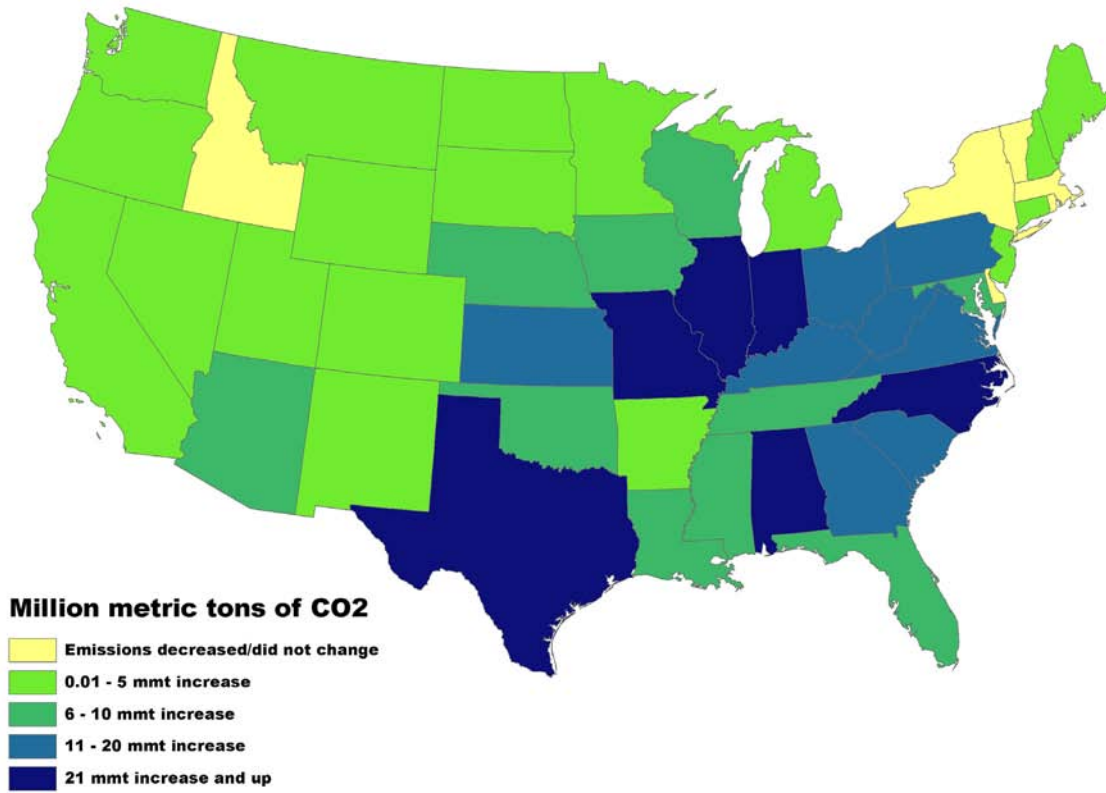 Million metric tons of CO2
Emissions decreased/did not change
0.01 - 5 mmt increase
6 - 10 mmt increase
11 - 20 mmt increase
21 mmt increase and up